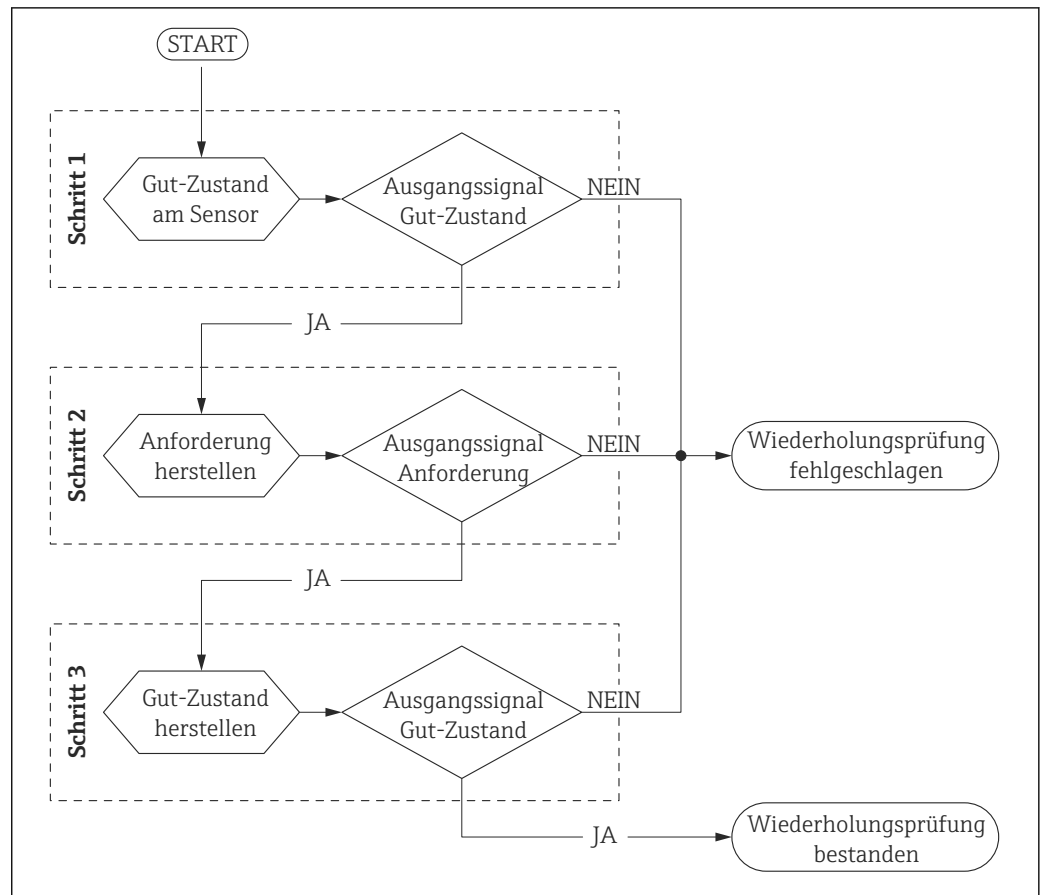 START
Schritt 1
Gut-Zustand
am Sensor
Ausgangssignal
Gut-Zustand
NEIN
JA
Schritt 2
Anforderung
herstellen
Ausgangssignal
Anforderung
NEIN
Wiederholungsprüfung
fehlgeschlagen
JA
Schritt 3
Gut-Zustand
herstellen
Ausgangssignal
Gut-Zustand
NEIN
JA
Wiederholungsprüfung
bestanden